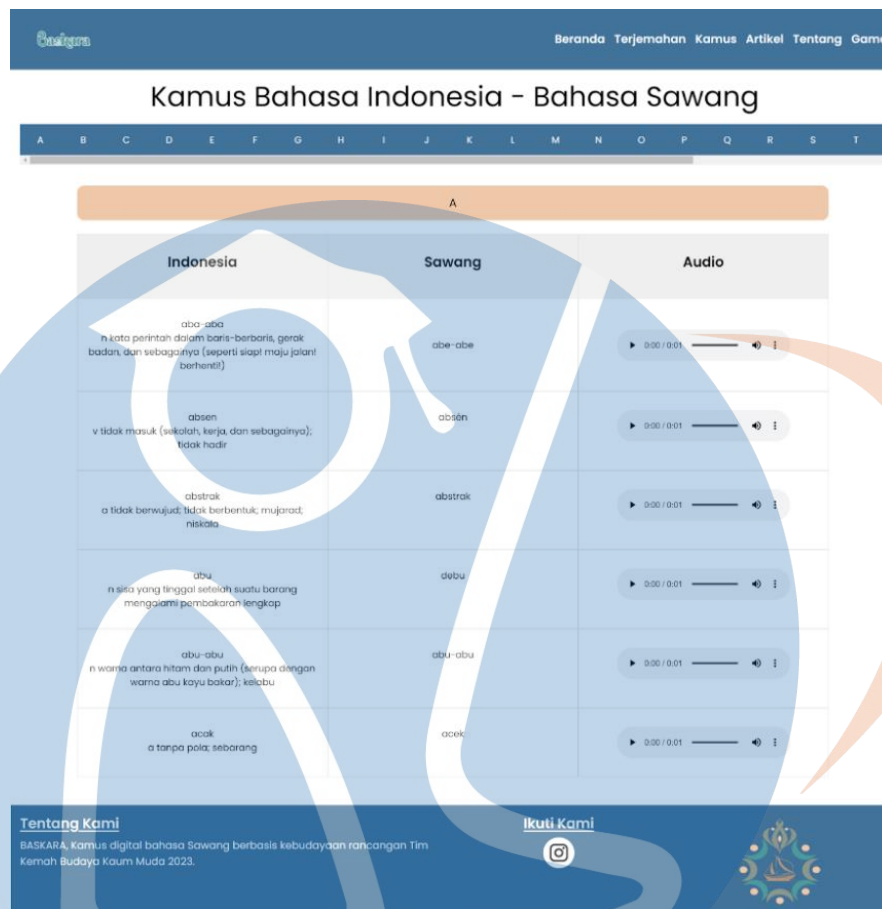 Baskara
Beranda Terjemahan Kamus Artikel Tentang Game
Kamus Bahasa Indonesia - Bahasa Sawang
A B C D E F G H I J K L M N O P Q R S T
A
Indonesia Sawang Audio
aba-aba
n kata perintah dalam baris-berbaris, gerak
badan, dan sebagainya (seperti siap! maju jalan!
berhenti!)
abe-abe
0:00 / 0:01
absen
v tidak masuk (sekolah, kerja, dan sebagainya);
tidak hadir
absén
0:00 / 0:01
abstrak
a tidak berwujud; tidak berbentuk; mujarad;
niskala
abstrak
0:00 / 0:01
abu
n sisa yang tinggal setelah suatu barang
mengalami pembakaran lengkap
debu
0:00 / 0:01
abu-abu
n warna antara hitam dan putih (serupa dengan
warna abu kayu bakar); kelabu
abu-abu
0:00 / 0:01
acak
a tanpa pola; sebarang
acek
0:00 / 0:01
Tentang Kami
BASKARA, Kamus digital bahasa Sawang berbasis kebudayaan rancangan Tim
Kemah Budaya Kaum Muda 2023.
Ikuti Kami